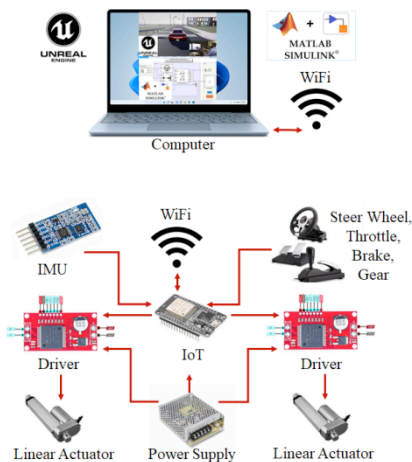 UNREAL
ENGINE
MATLAB
SIMULINK®
WiFi
Computer
WiFi
Steer Wheel,
Throttle,
Brake,
Gear
IMU
IoT
Driver
Driver
Linear Actuator
Power Supply
Linear Actuator